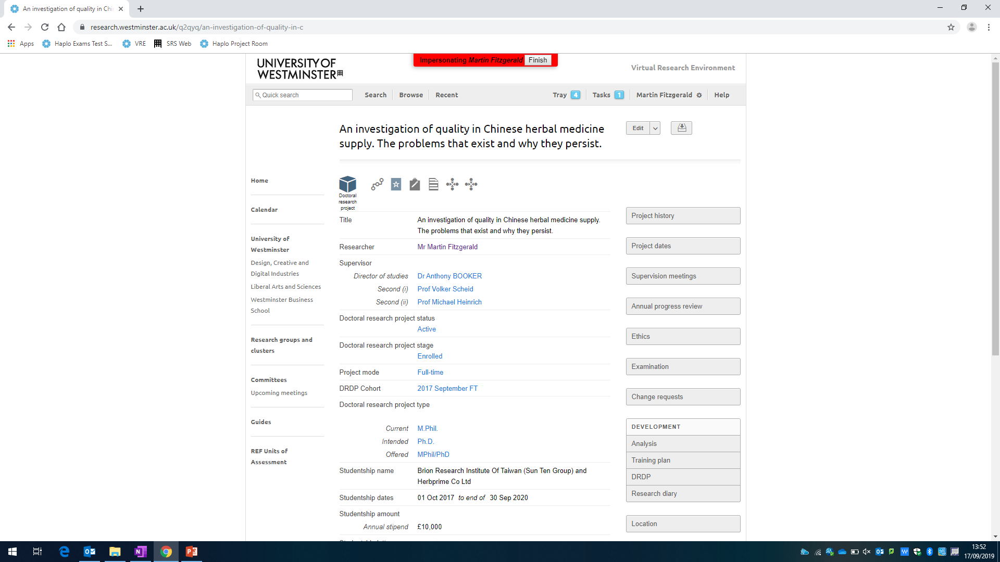 An investigation of quality in Chi
research.westminster.ac.uk/q2qyq/an-investigation-of-quality-in-c
Apps Haplo Exams Test S... VRE SRS Web Haplo Project Room
UNIVERSITY OF
WESTMINSTER
Impersonating Martin Fitzgerald Finish
Virtual Research Environment
Quick search Search Browse Recent Tray 4 Tasks 1 Martin Fitzgerald Help
An investigation of quality in Chinese herbal medicine
supply. The problems that exist and why they persist.
Edit
Home
Calendar
University of
Westminster
Design, Creative and
Digital Industries
Liberal Arts and Sciences
Westminster Business
School
Research groups and
clusters
Committees
Upcoming meetings
Guides
REF Units of
Assessment
Doctoral
research
project
Title An investigation of quality in Chinese herbal medicine supply.
The problems that exist and why they persist.
Researcher Mr Martin Fitzgerald
Supervisor
Director of studies Dr Anthony BOOKER
Second (i) Prof Volker Scheid
Second (ii) Prof Michael Heinrich
Doctoral research project status
Active
Doctoral research project stage
Enrolled
Project mode Full-time
DRDP Cohort 2017 September FT
Doctoral research project type
Current M.Phil.
Intended Ph.D.
Offered MPhil/PhD
Studentship name Brion Research Institute Of Taiwan (Sun Ten Group) and
Herbprime Co Ltd
Studentship dates 01 Oct 2017 to end of 30 Sep 2020
Studentship amount
Annual stipend £10,000
Project history
Project dates
Supervision meetings
Annual progress review
Ethics
Examination
Change requests
DEVELOPMENT
Analysis
Training plan
DRDP
Research diary
Location
13:52
17/09/2019